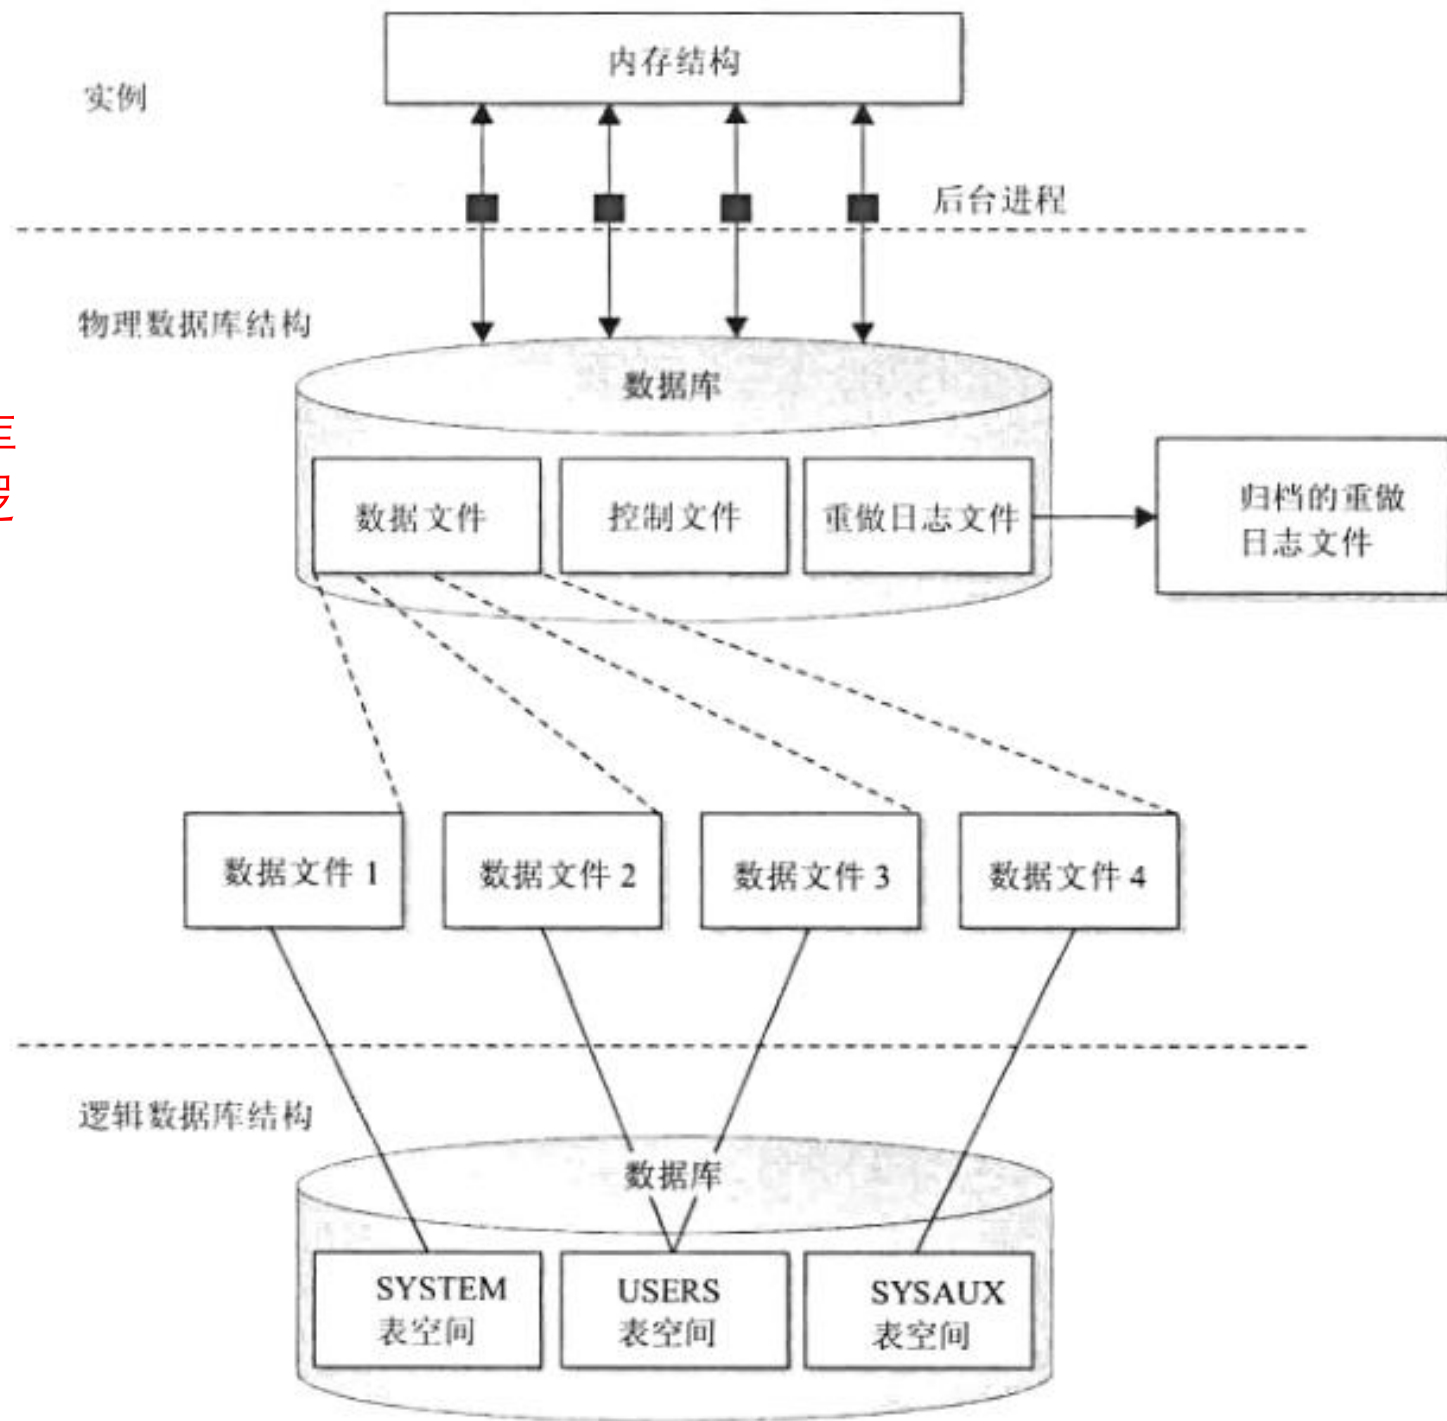 内存结构
实例
后台进程
物理数据库结构
数据库
数据文件
控制文件
重做日志文件
归档的重做
日志文件
数据文件 1
数据文件 2
数据文件 3
数据文件 4
逻辑数据库结构
数据库
SYSTEM
表空间
USERS
表空间
SYSAUX
表空间